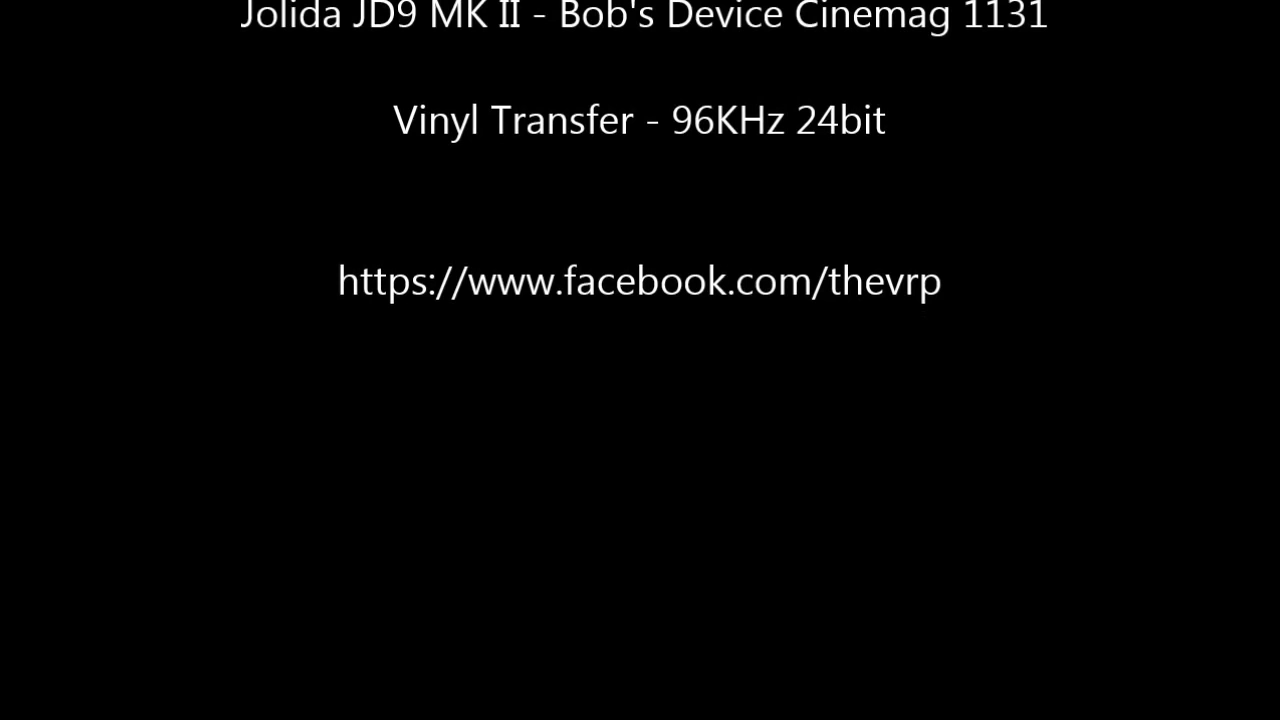 Jolida JD9 MK II - Bob's Device Cinemag 1131
Vinyl Transfer - 96KHz 24bit
https://www.facebook.com/thevrp